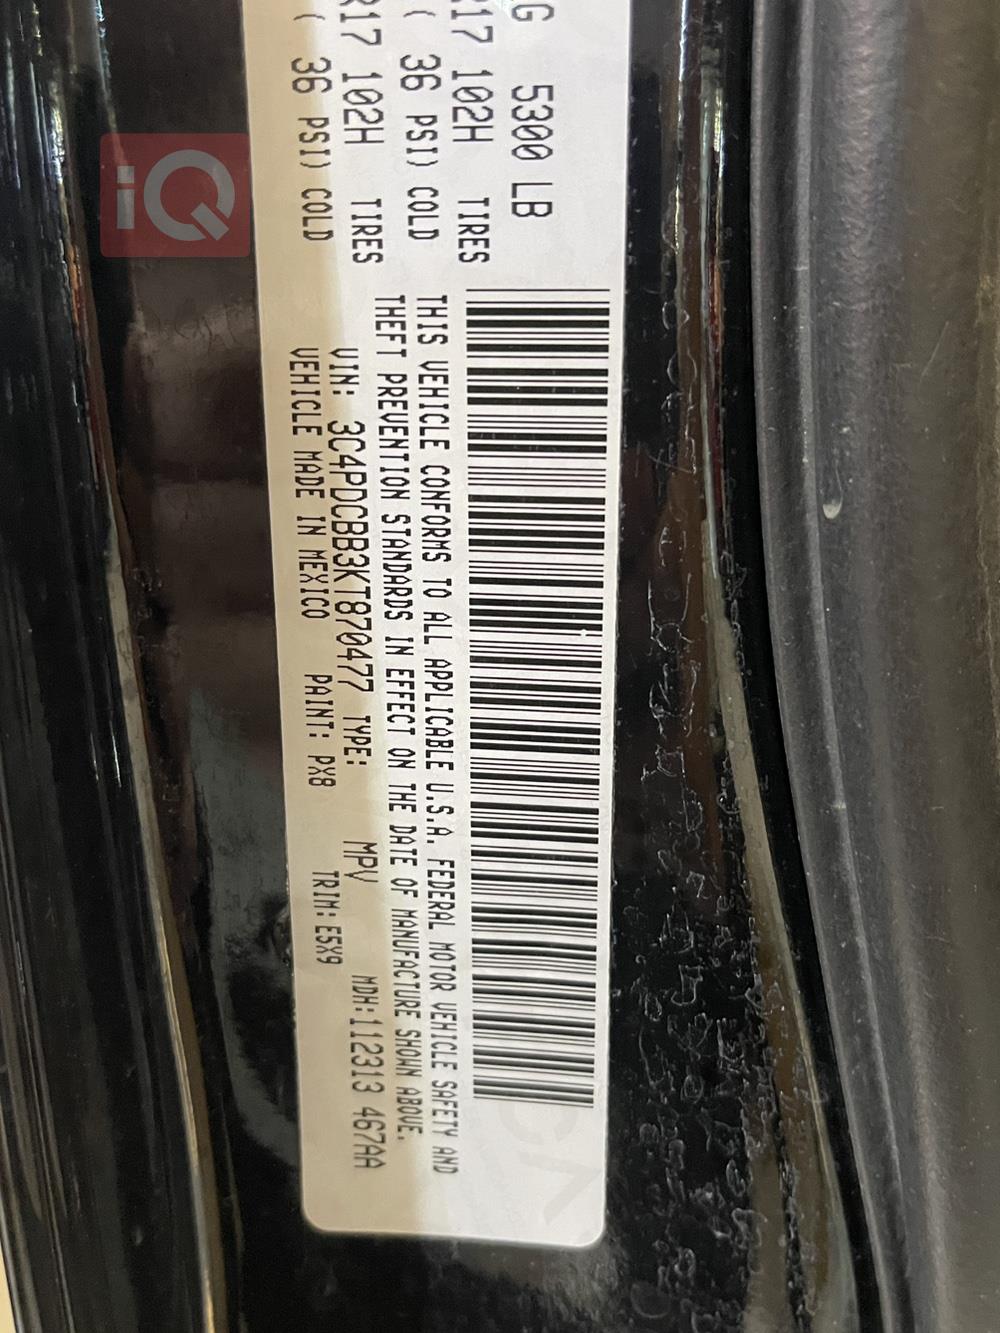 iQ
G 5300 LB
R17 102H TIRES
( 36 PSI) COLD
R17 102H TIRES
( 36 PSI) COLD
THIS VEHICLE CONFORMS TO ALL APPLICABLE U.S.A. FEDERAL MOTOR VEHICLE SAFETY AND
THEFT PREVENTION STANDARDS IN EFFECT ON THE DATE OF MANUFACTURE SHOWN ABOVE.
VIN: 3C4PDCBB3KT870477 TYPE: MPV MDH:112313 467AA
VEHICLE MADE IN MEXICO PAINT: PX8 TRIM: E5X9